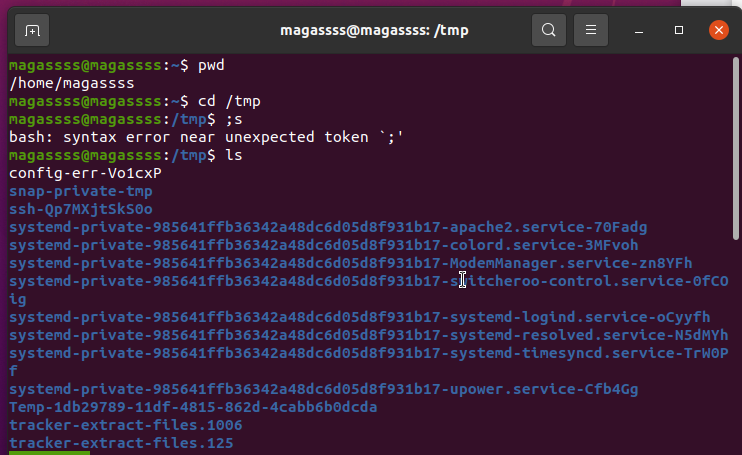 magassss@magassss: /tmp
magassss@magassss:~$ pwd
/home/magassss
magassss@magassss:~$ cd /tmp
magassss@magassss:/tmp$ ;s
bash: syntax error near unexpected token `;'
magassss@magassss:/tmp$ ls
config-err-Vo1cxP
snap-private-tmp
ssh-Qp7MXjtSkS0o
systemd-private-985641ffb36342a48dc6d05d8f931b17-apache2.service-70Fadg
systemd-private-985641ffb36342a48dc6d05d8f931b17-colord.service-3MFvoh
systemd-private-985641ffb36342a48dc6d05d8f931b17-ModemManager.service-zn8YFh
systemd-private-985641ffb36342a48dc6d05d8f931b17-switcheroo-control.service-0fCO
ig
systemd-private-985641ffb36342a48dc6d05d8f931b17-systemd-logind.service-oCyyfh
systemd-private-985641ffb36342a48dc6d05d8f931b17-systemd-resolved.service-N5dMYh
systemd-private-985641ffb36342a48dc6d05d8f931b17-systemd-timesyncd.service-TrW0P
f
systemd-private-985641ffb36342a48dc6d05d8f931b17-upower.service-Cfb4Gg
Temp-1db29789-11df-4815-862d-4cabb6b0dcda
tracker-extract-files.1006
tracker-extract-files.125